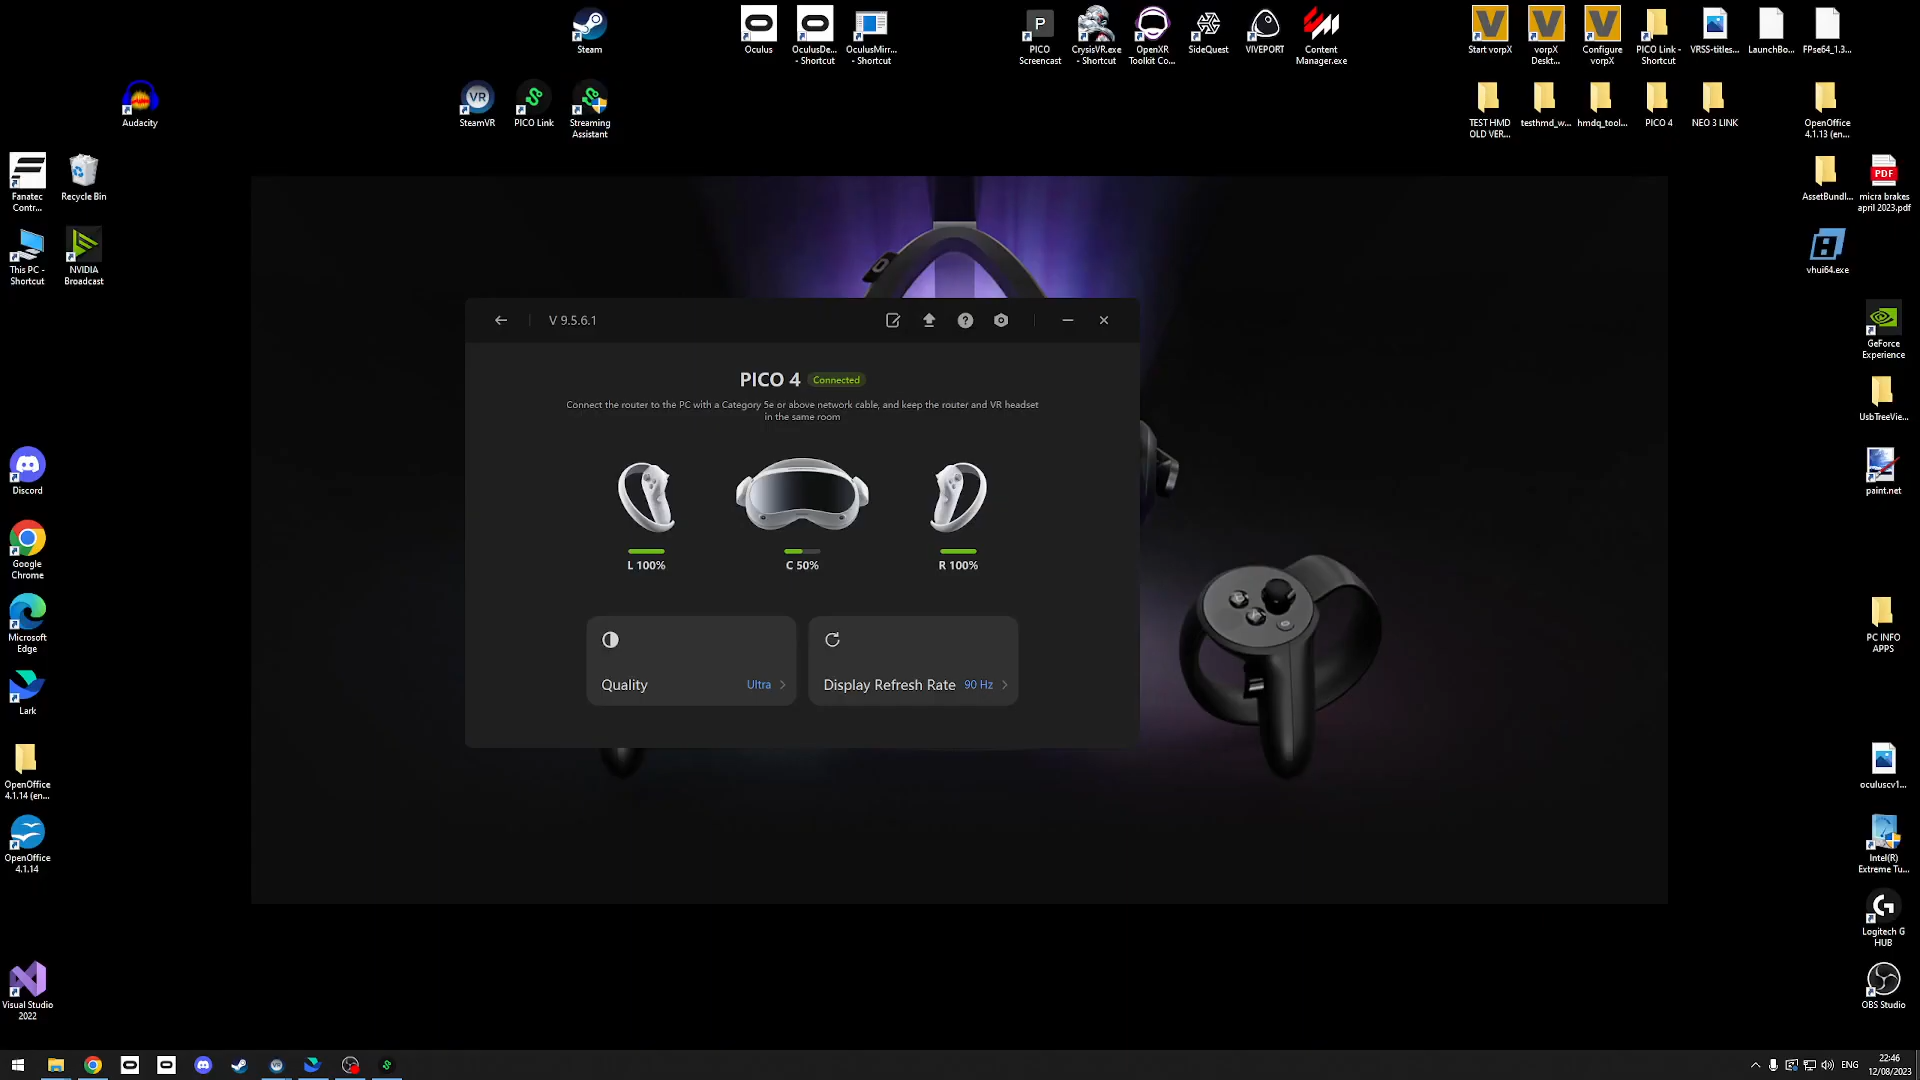 Steam
Oculus
OculusDe...
- Shortcut
OculusMirr...
- Shortcut
PICO
Screencast
CrysisVR.exe
- Shortcut
OpenXR
Toolkit Co...
SideQuest
VIVEPORT
Content
Manager.exe
Start vorpX
vorpX
Deskt...
Configure
vorpX
PICO Link -
Shortcut
VRSS-titles...
LaunchBo...
FPse64_1.3...
Audacity
SteamVR
PICO Link
Streaming
Assistant
TEST HMD
OLD VER...
testhmd_w...
hmdq_tool...
PICO 4
NEO 3 LINK
OpenOffice
4.1.13 (en...
Fanatec
Contr...
Recycle Bin
AssetBundl...
PDF
micra brakes
april 2023.pdf
This PC -
Shortcut
NVIDIA
Broadcast
vhui64.exe
V 9.5.6.1
PICO 4 Connected
Connect the router to the PC with a Category 5e or above network cable, and keep the router and VR headset
in the same room
L 100%
C 50%
R 100%
Quality Ultra
Display Refresh Rate 90 Hz
GeForce
Experience
UsbTreeVie...
Discord
paint.net
Google
Chrome
Microsoft
Edge
PC INFO
APPS
Lark
OpenOffice
4.1.14 (en...
oculuscv1...
OpenOffice
4.1.14
Intel(R)
Extreme Tu...
Logitech G
HUB
Visual Studio
2022
OBS Studio
ENG
22:46
12/08/2023